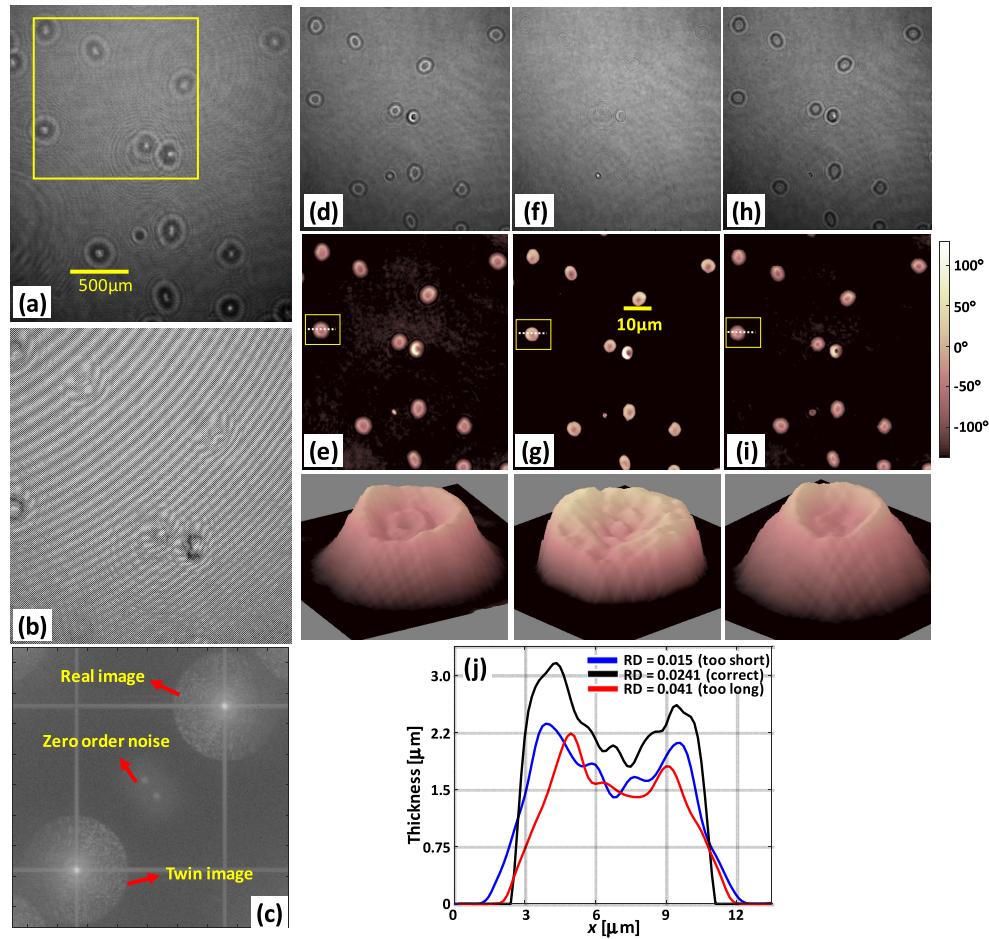 (a)
500μm
(b)
Real image
Zero order noise
Twin image
(c)
(d)
(f)
(h)
(e)
10μm
(g)
(i)
100°
50°
0°
-50°
-100°
(j)
RD = 0.015 (too short)
RD = 0.0241 (correct)
RD = 0.041 (too long)
Thickness [μm]
3.0
2.2
1.5
0.75
0
0 3 6 9 12
x [μm]